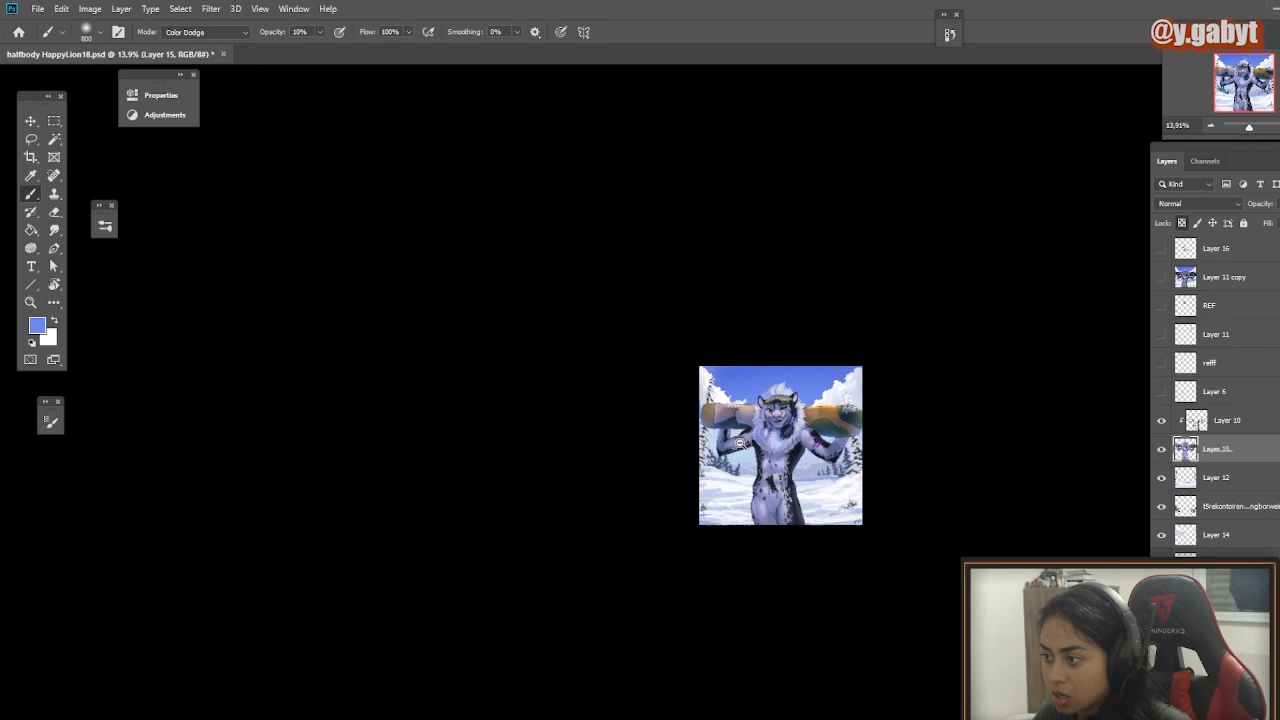 File Edit Image Layer Type Select Filter 3D View Window Help
800 Mode: Color Dodge Opacity: 10% Flow: 100% Smoothing: 0%
@y.gabyt
halfbody HappyLion18.psd @ 13,9% (Layer 15, RGB/8#) *
Properties
Adjustments
13,91%
Layers Channels
Kind
Normal Opacity:
Lock: Fill:
Layer 16
Layer 11 copy
REF
Layer 11
refff
Layer 6
Layer 10
Layer 15
Layer 12
t5rekontoiren...ngborwein
Layer 14